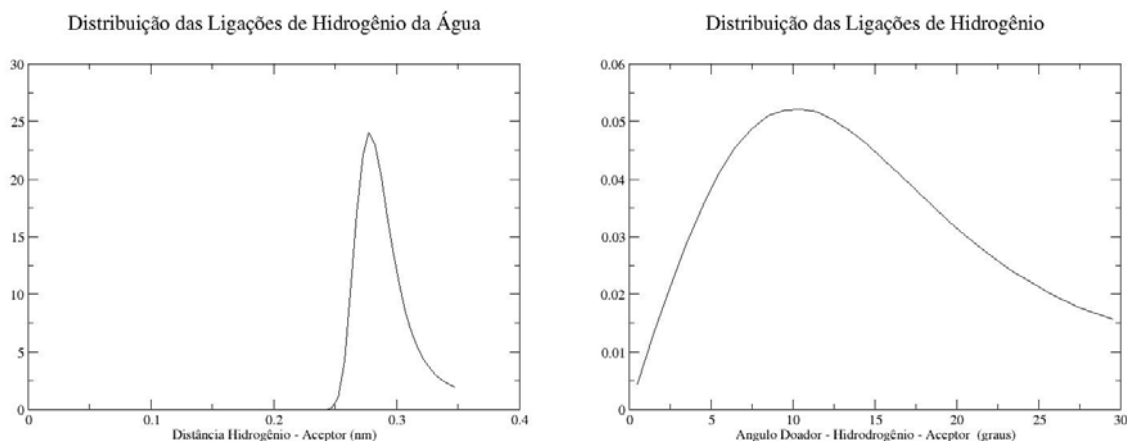 Distribuição das Ligações de Hidrogênio da Água
30
25
20
15
10
5
0
0 0.1 0.2 0.3 0.4
Distância Hidrogênio - Aceptor (nm)
Distribuição das Ligações de Hidrogênio
0.06
0.05
0.04
0.03
0.02
0.01
0
0 5 10 15 20 25 30
Angulo Doador - Hidrodrogênio - Aceptor (graus)